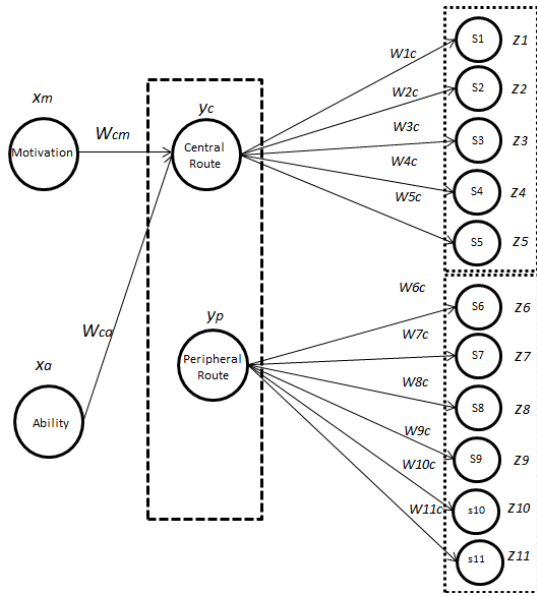 xm
Motivation
Wcm
xa
Ability
Wca
yc
Central
Route
yp
Peripheral
Route
W1c
W2c
W3c
W4c
W5c
W6c
W7c
W8c
W9c
W10c
W11c
S1 Z1
S2 Z2
S3 Z3
S4 Z4
S5 Z5
S6 Z6
S7 Z7
S8 Z8
S9 Z9
s10 Z10
s11 Z11